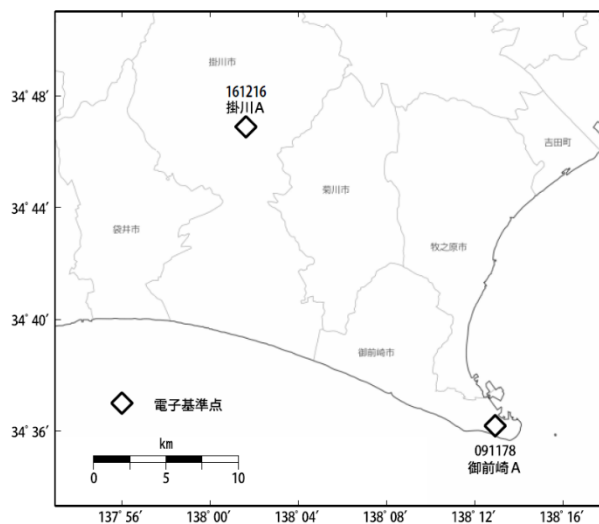 掛川市
34° 48'
161216
掛川A
吉田町
菊川市
34° 44'
袋井市
牧之原市
34° 40'
御前崎市
電子基準点
34° 36'
km
0 5 10
091178
御前崎A
137° 56' 138° 00' 138° 04' 138° 08' 138° 12' 138° 16'